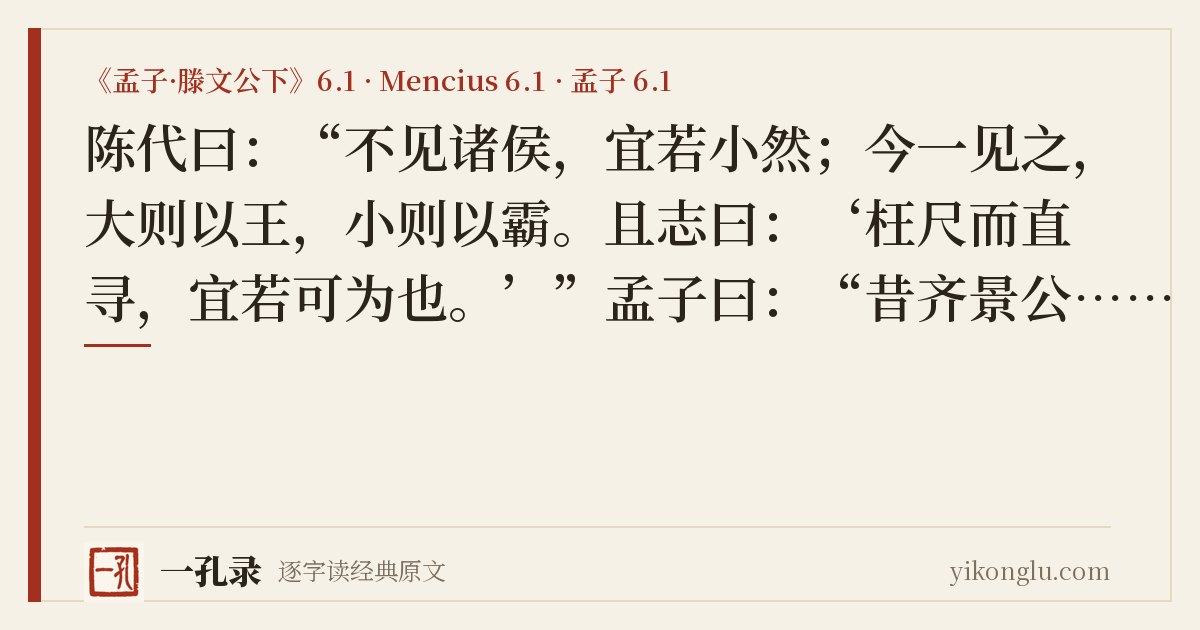 《孟子·滕文公下》6.1 · Mencius 6.1 · 孟子 6.1
陈代曰：“不见诸侯，宜若小然；今一见之，
大则以王，小则以霸。且志曰：‘枉尺而直
寻，宜若可为也。’”孟子曰：“昔齐景公……
一孔
一孔录 逐字读经典原文 yikonglu.com